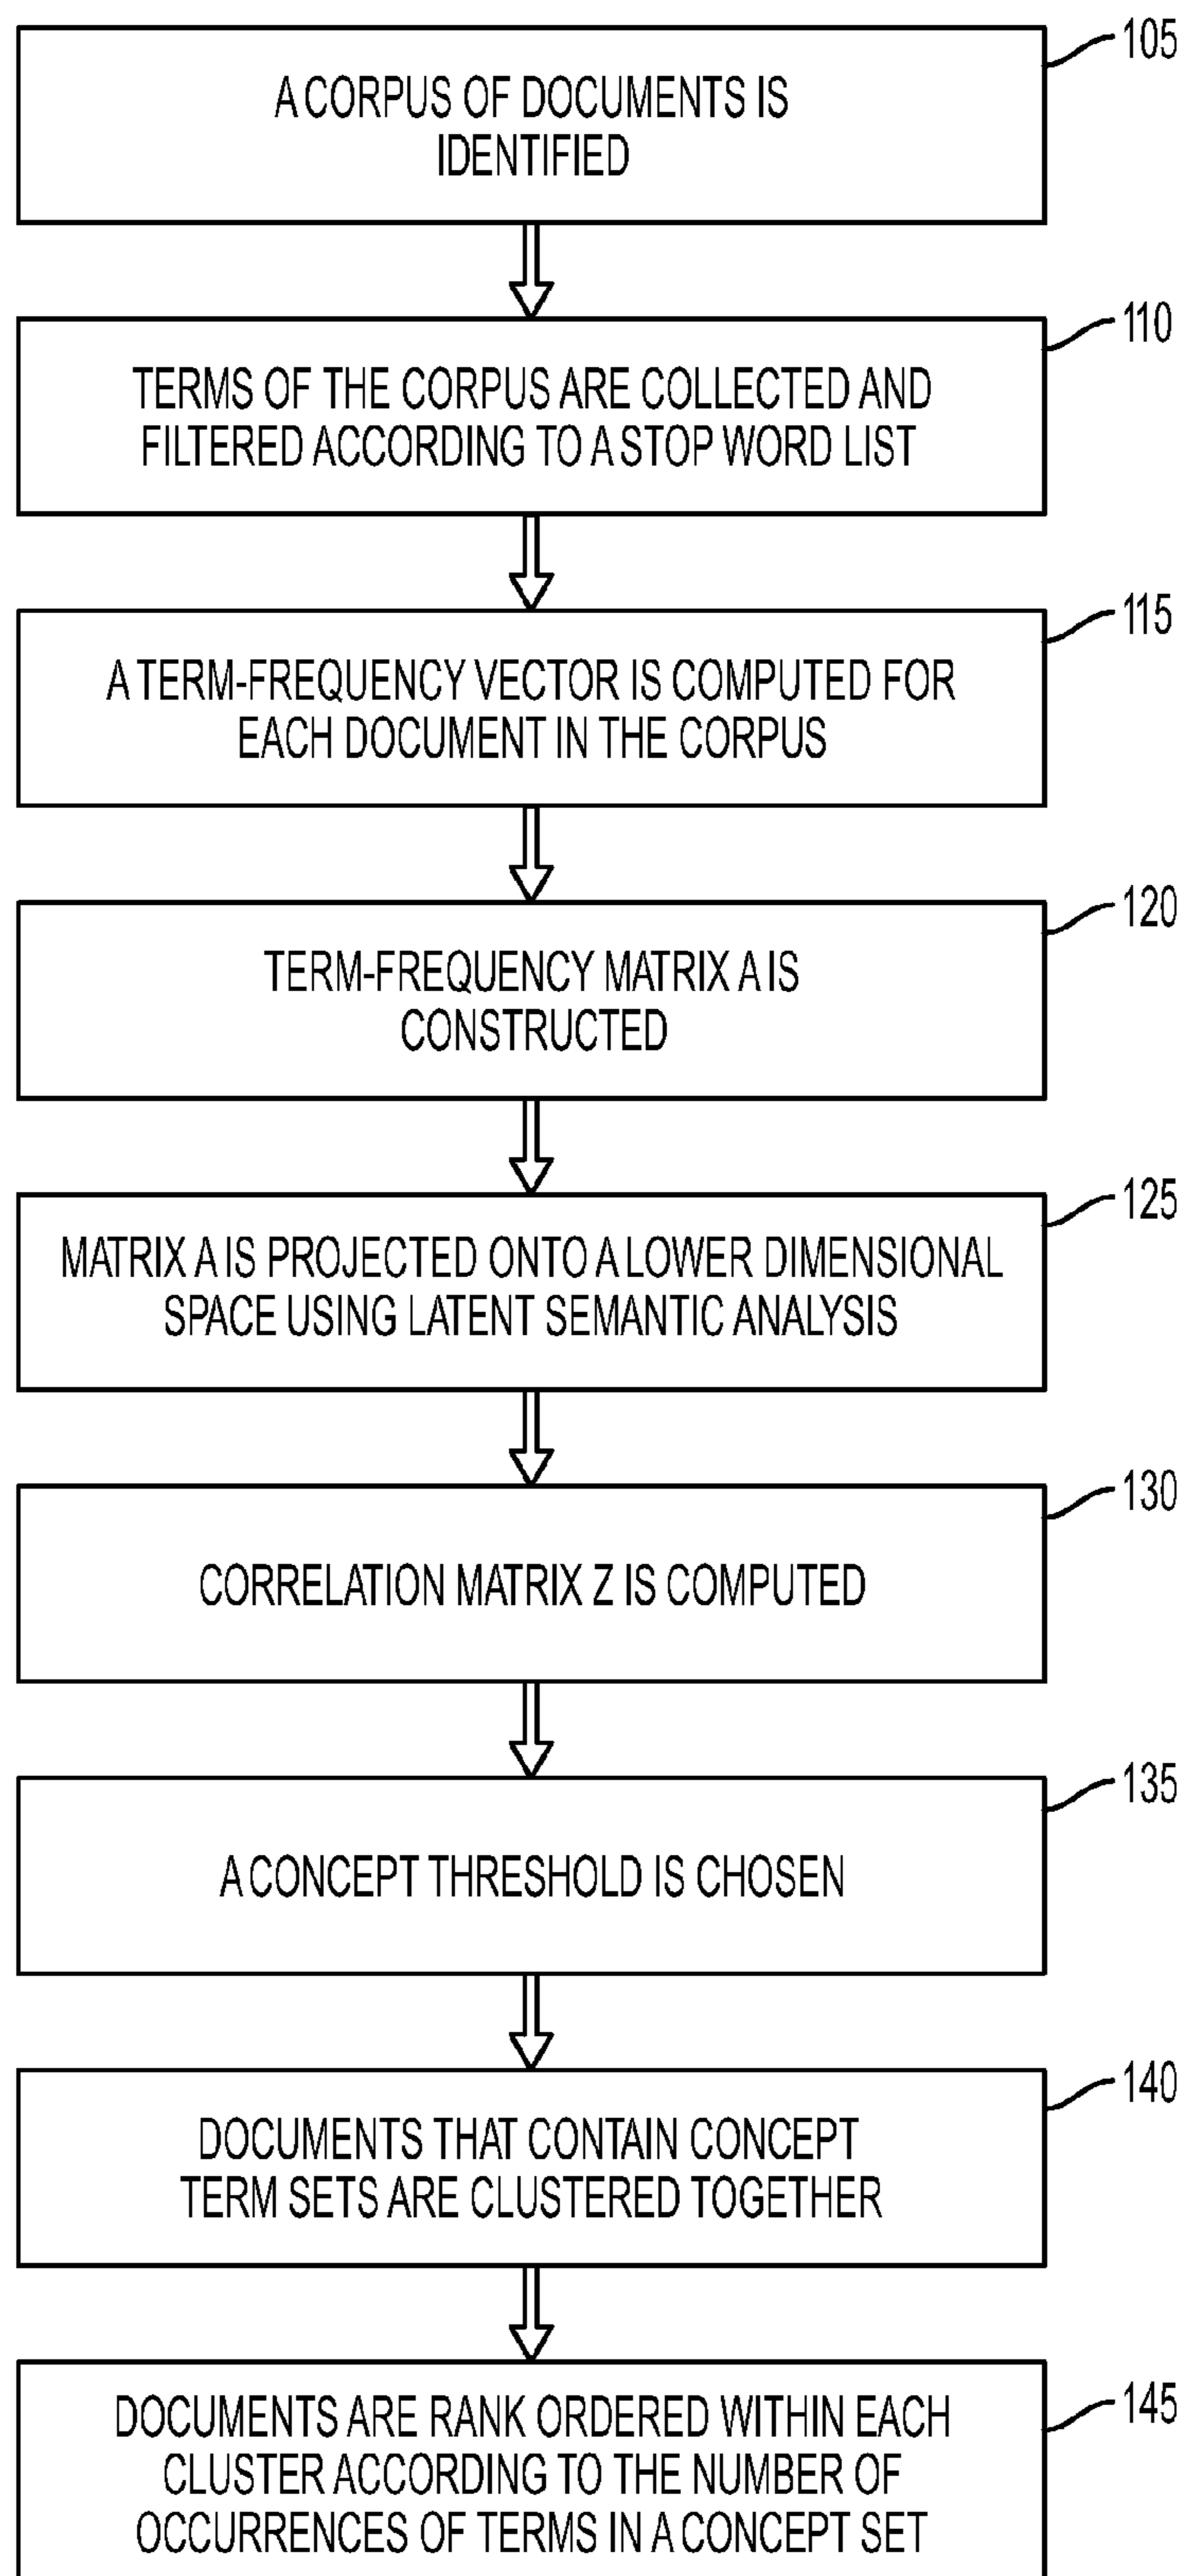 105
A CORPUS OF DOCUMENTS IS
IDENTIFIED
110
TERMS OF THE CORPUS ARE COLLECTED AND
FILTERED ACCORDING TO A STOP WORD LIST
115
A TERM-FREQUENCY VECTOR IS COMPUTED FOR
EACH DOCUMENT IN THE CORPUS
120
TERM-FREQUENCY MATRIX A IS
CONSTRUCTED
125
MATRIX A IS PROJECTED ONTO A LOWER DIMENSIONAL
SPACE USING LATENT SEMANTIC ANALYSIS
130
CORRELATION MATRIX Z IS COMPUTED
135
A CONCEPT THRESHOLD IS CHOSEN
140
DOCUMENTS THAT CONTAIN CONCEPT
TERM SETS ARE CLUSTERED TOGETHER
145
DOCUMENTS ARE RANK ORDERED WITHIN EACH
CLUSTER ACCORDING TO THE NUMBER OF
OCCURRENCES OF TERMS IN A CONCEPT SET